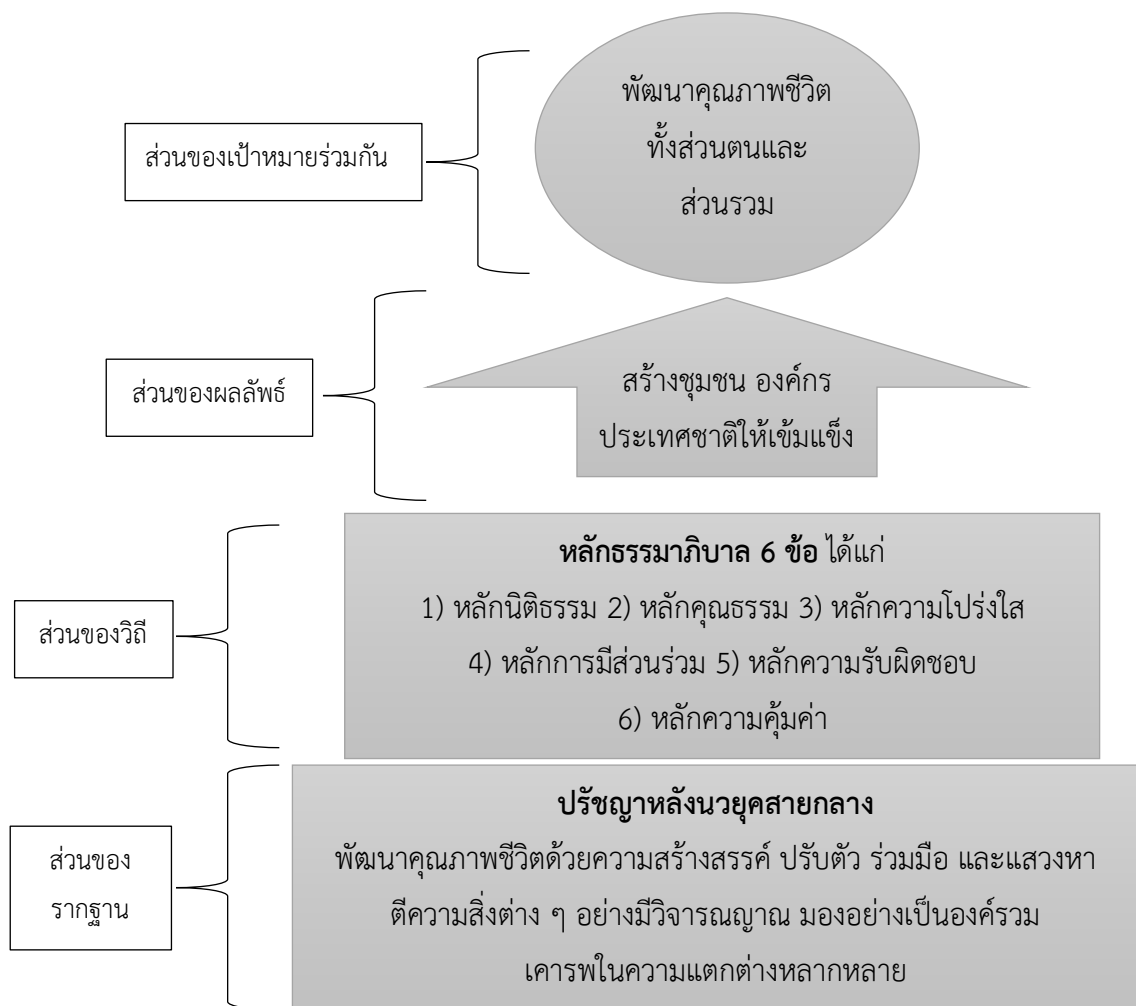 พัฒนาคุณภาพชีวิต
ทั้งส่วนตนและ
ส่วนรวม
ส่วนของเป้าหมายร่วมกัน
สร้างชุมชน องค์กร
ประเทศชาติให้เข้มแข็ง
ส่วนของผลลัพธ์
หลักธรรมาภิบาล 6 ข้อ ได้แก่
1) หลักนิติธรรม 2) หลักคุณธรรม 3) หลักความโปร่งใส
4) หลักการมีส่วนร่วม 5) หลักความรับผิดชอบ
6) หลักความคุ้มค่า
ส่วนของวิถี
ปรัชญาหลังนวยุคสายกลาง
พัฒนาคุณภาพชีวิตด้วยความสร้างสรรค์ ปรับตัว ร่วมมือ และแสวงหา
ตีความสิ่งต่าง ๆ อย่างมีวิจารณญาณ มองอย่างเป็นองค์รวม
เคารพในความแตกต่างหลากหลาย
ส่วนของ
รากฐาน